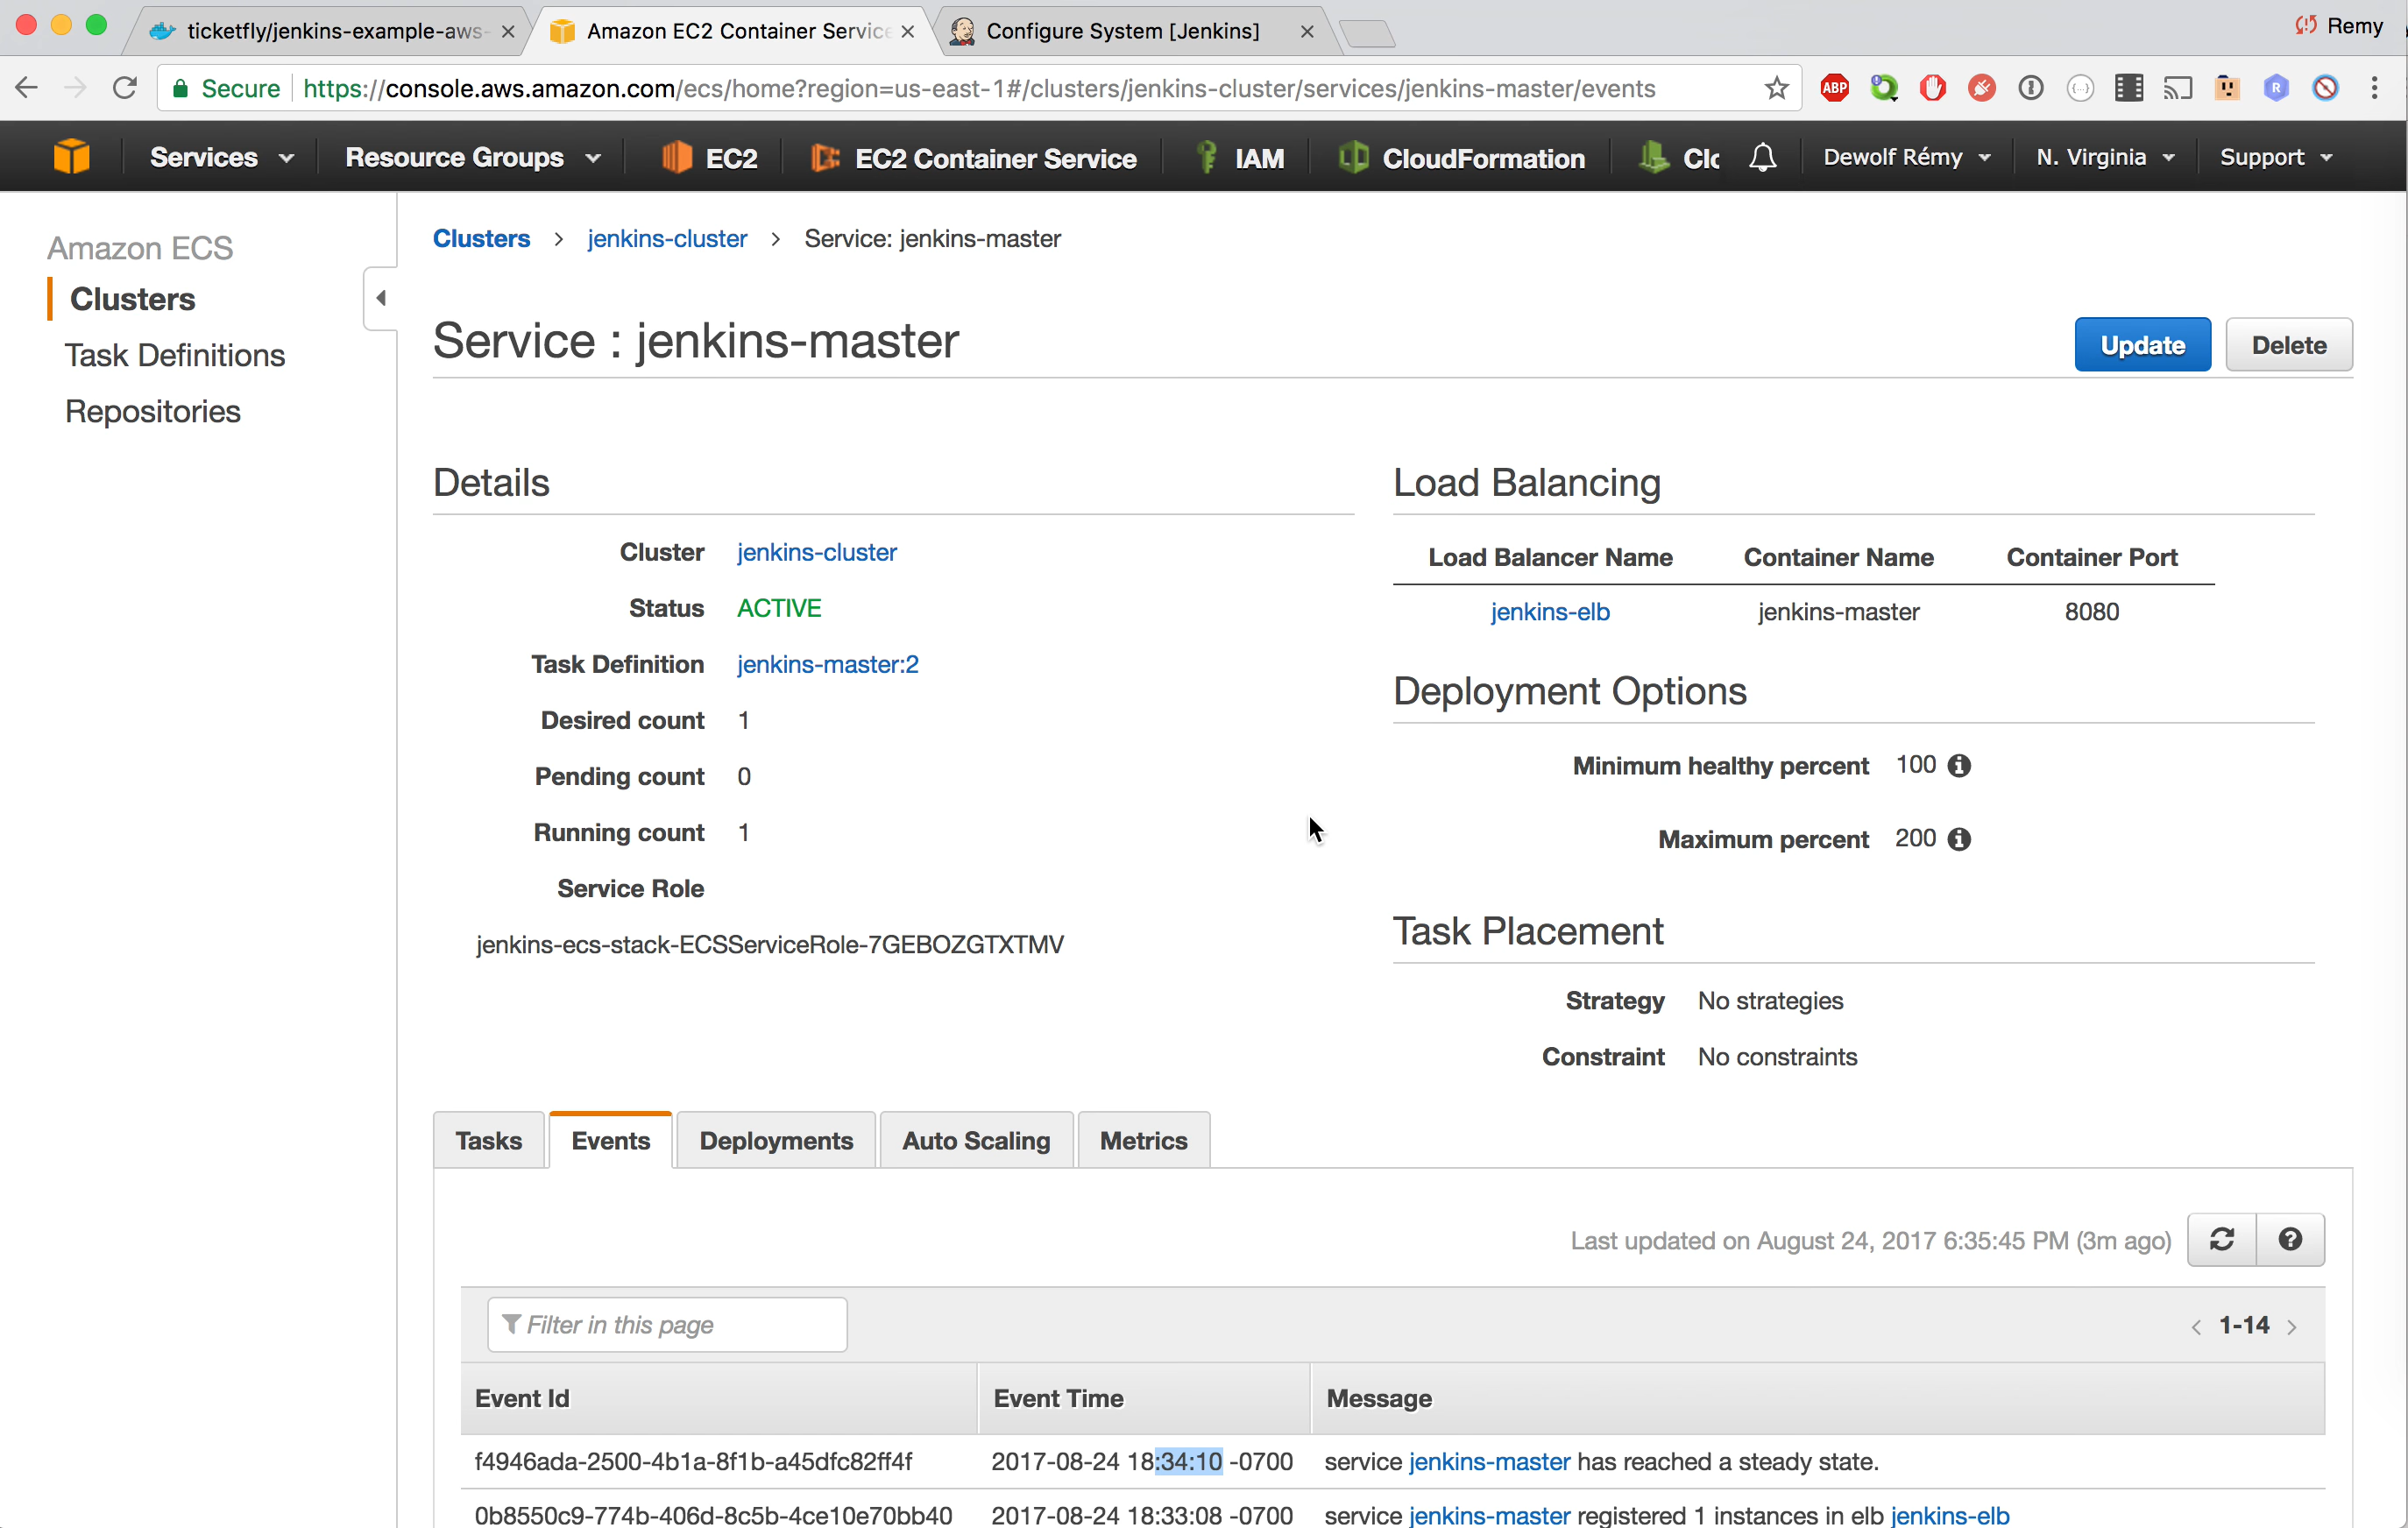 ticketfly/jenkins-example-aws-
Amazon EC2 Container Service
Configure System [Jenkins]
Remy
Secure https://console.aws.amazon.com/ecs/home?region=us-east-1#/clusters/jenkins-cluster/services/jenkins-master/events
ABP
R
Services Resource Groups EC2 EC2 Container Service IAM CloudFormation Clo Dewolf Rémy N. Virginia Support
Amazon ECS
Clusters
Task Definitions
Repositories
Clusters > jenkins-cluster > Service: jenkins-master
Service : jenkins-master
Update Delete
Details
Cluster jenkins-cluster
Status ACTIVE
Task Definition jenkins-master:2
Desired count 1
Pending count 0
Running count 1
Service Role
jenkins-ecs-stack-ECSServiceRole-7GEBOZGTXTMV
Load Balancing
Load Balancer Name Container Name Container Port
jenkins-elb jenkins-master 8080
Deployment Options
Minimum healthy percent 100
Maximum percent 200
Task Placement
Strategy No strategies
Constraint No constraints
Tasks Events Deployments Auto Scaling Metrics
Last updated on August 24, 2017 6:35:45 PM (3m ago)
Filter in this page
< 1-14 >
Event Id Event Time Message
f4946ada-2500-4b1a-8f1b-a45dfc82ff4f 2017-08-24 18:34:10 -0700 service jenkins-master has reached a steady state.
0b8550c9-774b-406d-8c5b-4ce10e70bb40 2017-08-24 18:33:08 -0700 service jenkins-master registered 1 instances in elb jenkins-elb